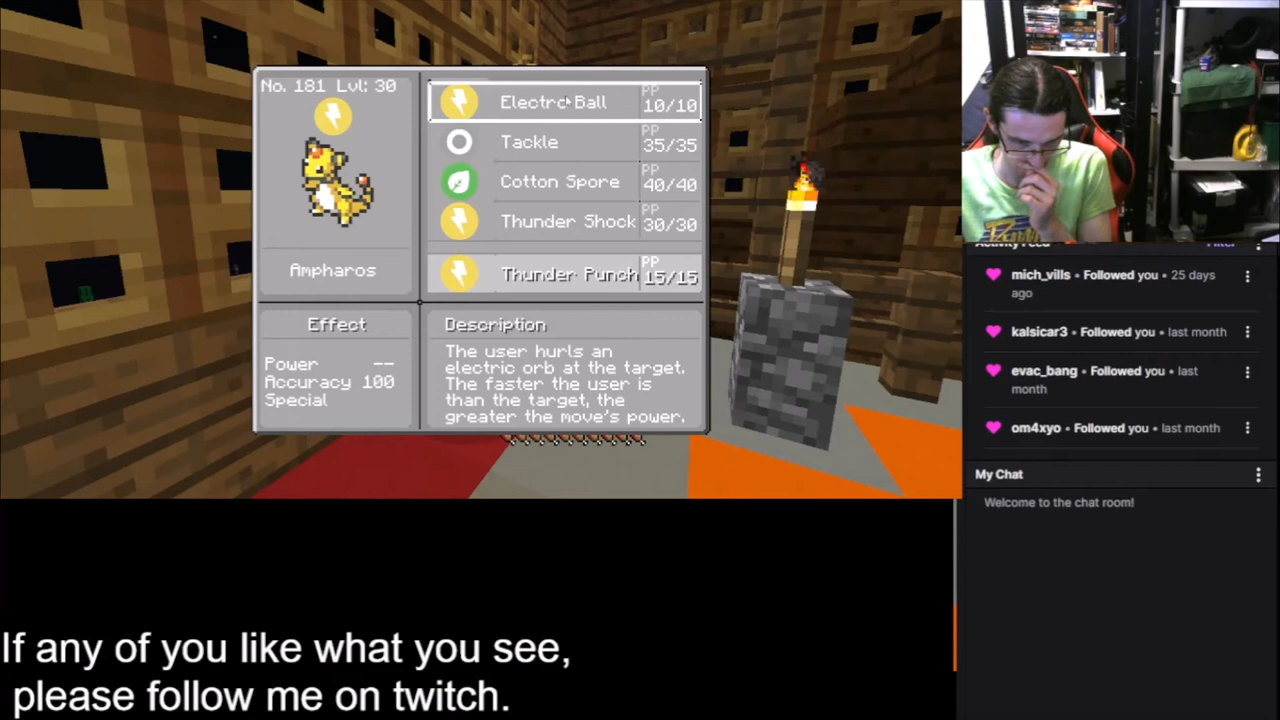 No. 181 Lvl: 30
Ampharos
Electro Ball PP 10/10
Tackle PP 35/35
Cotton Spore PP 40/40
Thunder Shock PP 30/30
Thunder Punch PP 15/15
Effect
Power --
Accuracy 100
Special
Description
The user hurls an
electric orb at the target.
The faster the user is
than the target, the
greater the move's power.
If any of you like what you see,
please follow me on twitch.
Activity Feed Filter
mich_vills • Followed you • 25 days
ago
kalsicar3 • Followed you • last month
evac_bang • Followed you • last
month
om4xyo • Followed you • last month
My Chat
Welcome to the chat room!